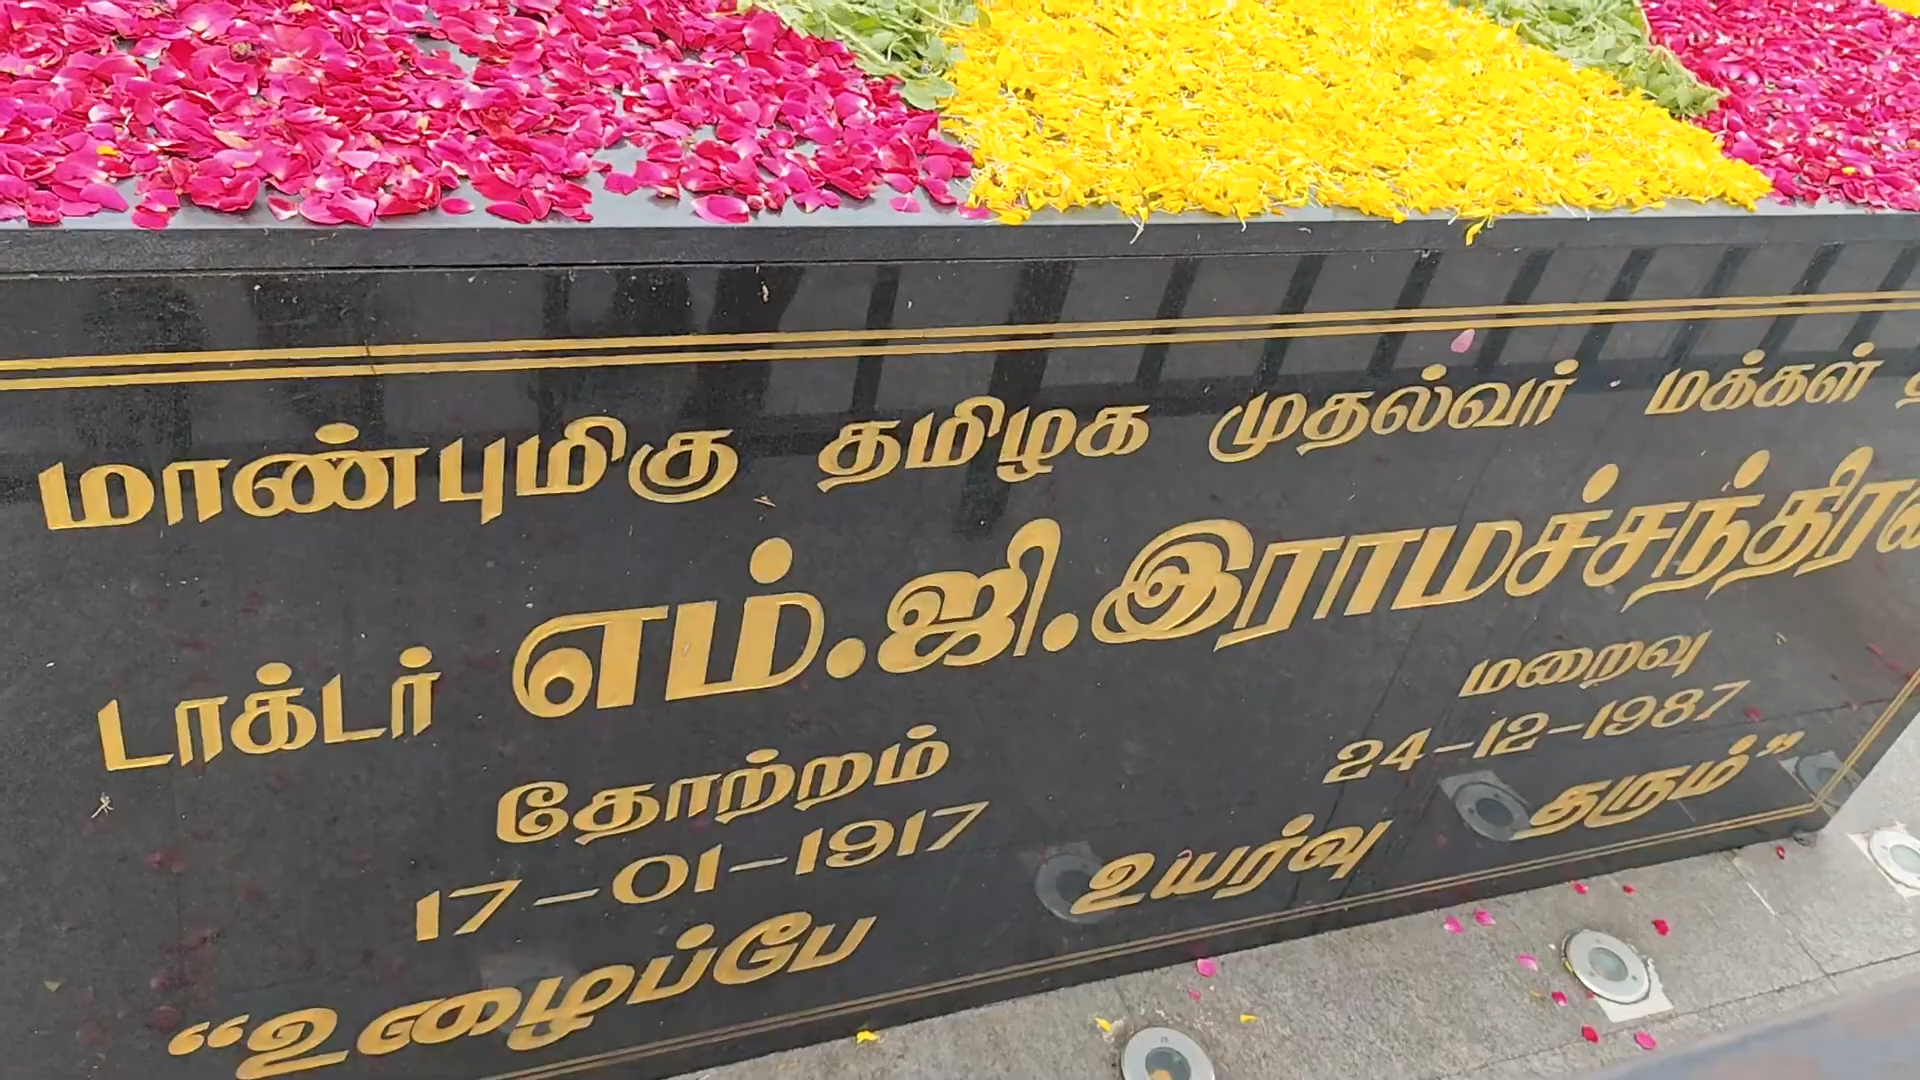 மாண்புமிகு தமிழக முதல்வர் மக்கள்
டாக்டர் எம்.ஜி.இராமச்சந்திர
தோற்றம் மறைவு
17-01-1917 24-12-1987
“உழைப்பே உயர்வு தரும்”